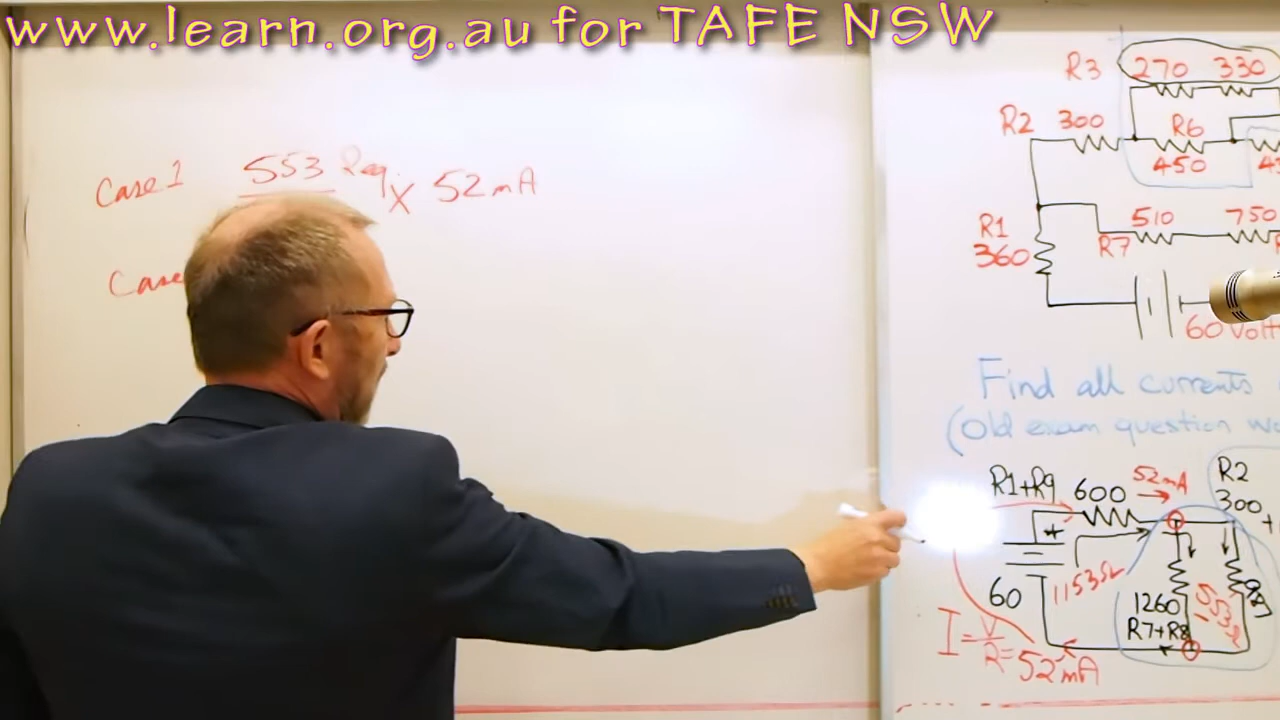 www.learn.org.au for TAFE NSW
Case 1 553 Req x 52mA
Case
R3 270 330
R2 300
R6
450
R1
360
R7
510 750
60 Volt
Find all currents
(Old exam question
R1+R9 600 52mA
R2
300
+
+
60
1153Ω
1260
R7+R8
553Ω
I = V/R = 52mA